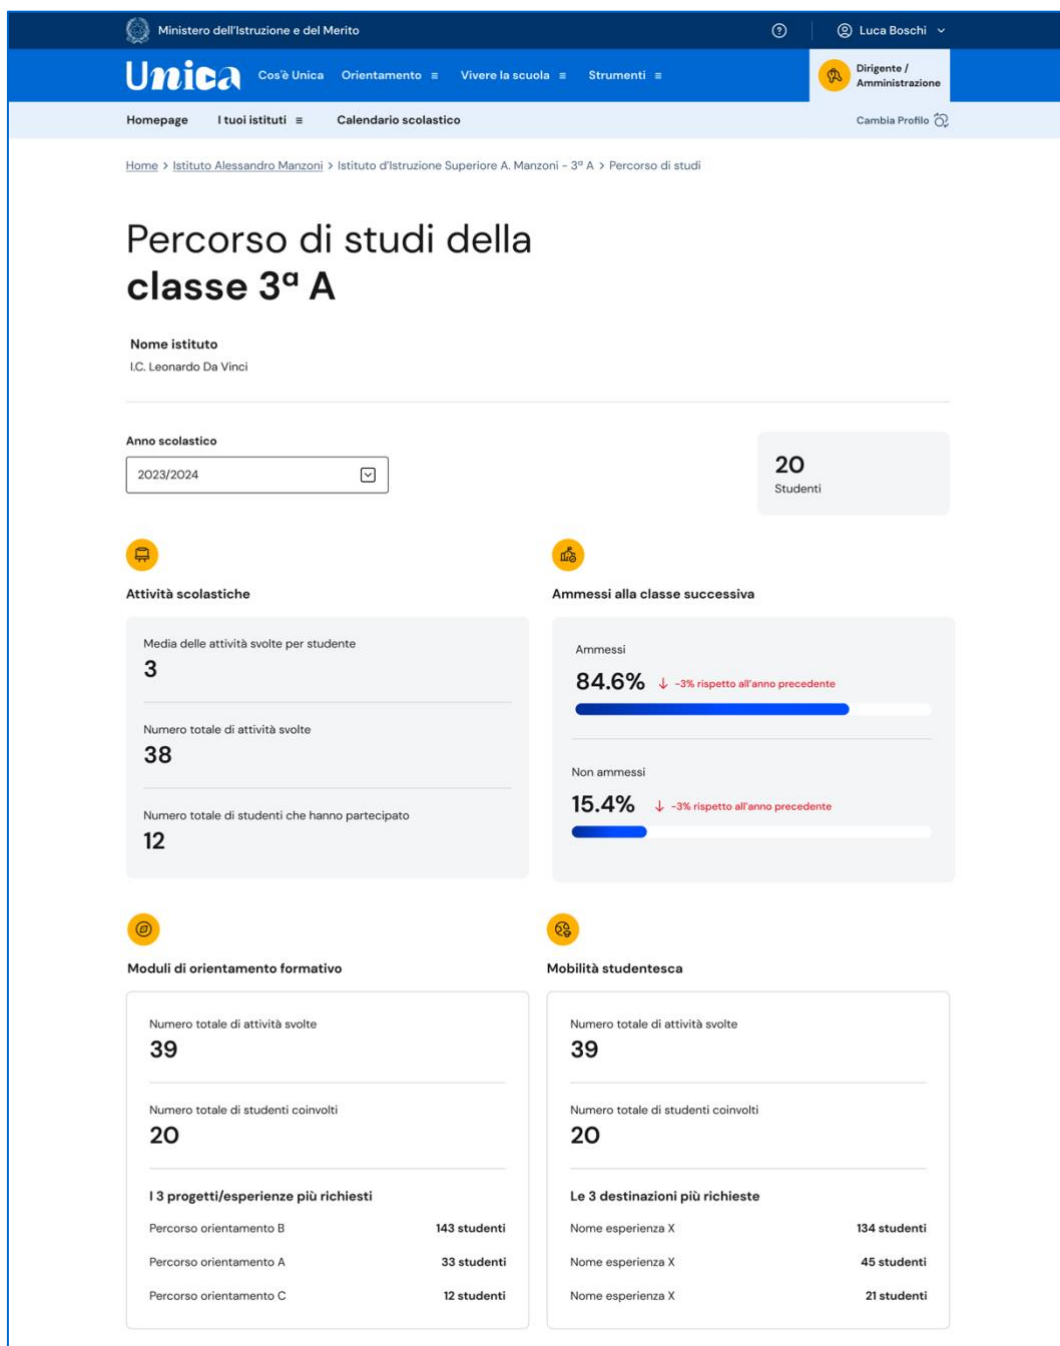 Ministero dell'Istruzione e del Merito
Luca Boschi
Unica
Cos'è Unica
Orientamento
Vivere la scuola
Strumenti
Dirigente /
Amministrazione
Homepage
I tuoi istituti
Calendario scolastico
Cambia Profilo
Home > Istituto Alessandro Manzoni > Istituto d'Istruzione Superiore A. Manzoni - 3ª A > Percorso di studi
Percorso di studi della
classe 3ª A
Nome istituto
I.C. Leonardo Da Vinci
Anno scolastico
2023/2024
20
Studenti
Attività scolastiche
Media delle attività svolte per studente
3
Numero totale di attività svolte
38
Numero totale di studenti che hanno partecipato
12
Ammessi alla classe successiva
Ammessi
84.6% ↓ -3% rispetto all'anno precedente
Non ammessi
15.4% ↓ -3% rispetto all'anno precedente
Moduli di orientamento formativo
Numero totale di attività svolte
39
Numero totale di studenti coinvolti
20
I 3 progetti/esperienze più richiesti
Percorso orientamento B 143 studenti
Percorso orientamento A 33 studenti
Percorso orientamento C 12 studenti
Mobilità studentesca
Numero totale di attività svolte
39
Numero totale di studenti coinvolti
20
Le 3 destinazioni più richieste
Nome esperienza X 134 studenti
Nome esperienza X 45 studenti
Nome esperienza X 21 studenti